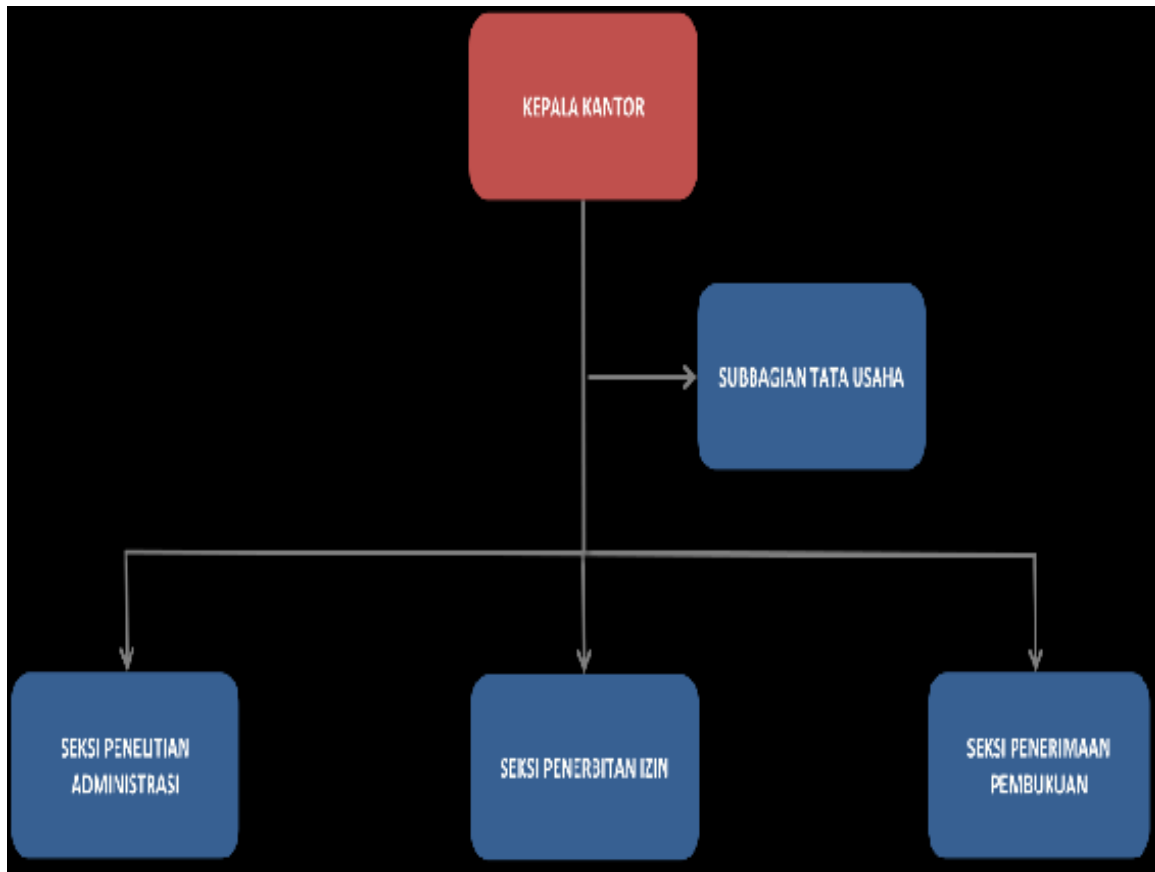 KEPALA KANTOR
SUBBAGIAN TATA USAHA
SEKSI PENELITIAN
ADMINISTRASI
SEKSI PENERBITAN IZIN
SEKSI PENERIMAAN
PEMBUKUAN